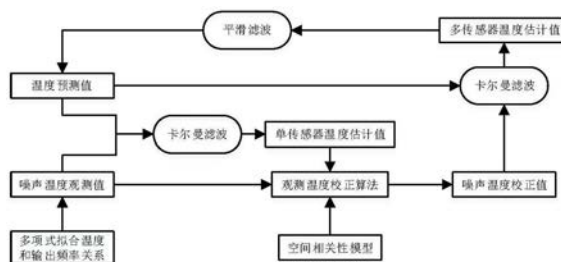 平滑滤波
多传感器温度估计值
温度预测值
卡尔曼滤波
卡尔曼滤波
单传感器温度估计值
噪声温度观测值
观测温度校正算法
噪声温度校正值
多项式拟合温度
和输出频率关系
空间相关性模型